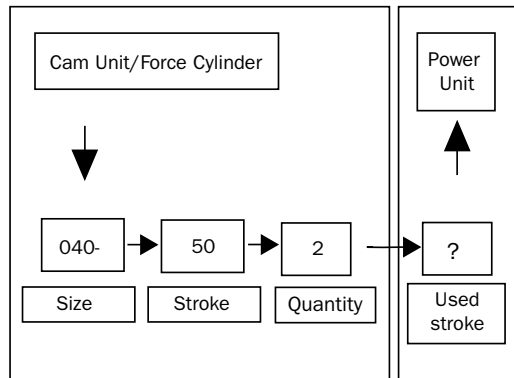 Cam Unit/Force Cylinder
Power
Unit
040-
50
2
?
Size
Stroke
Quantity
Used
stroke